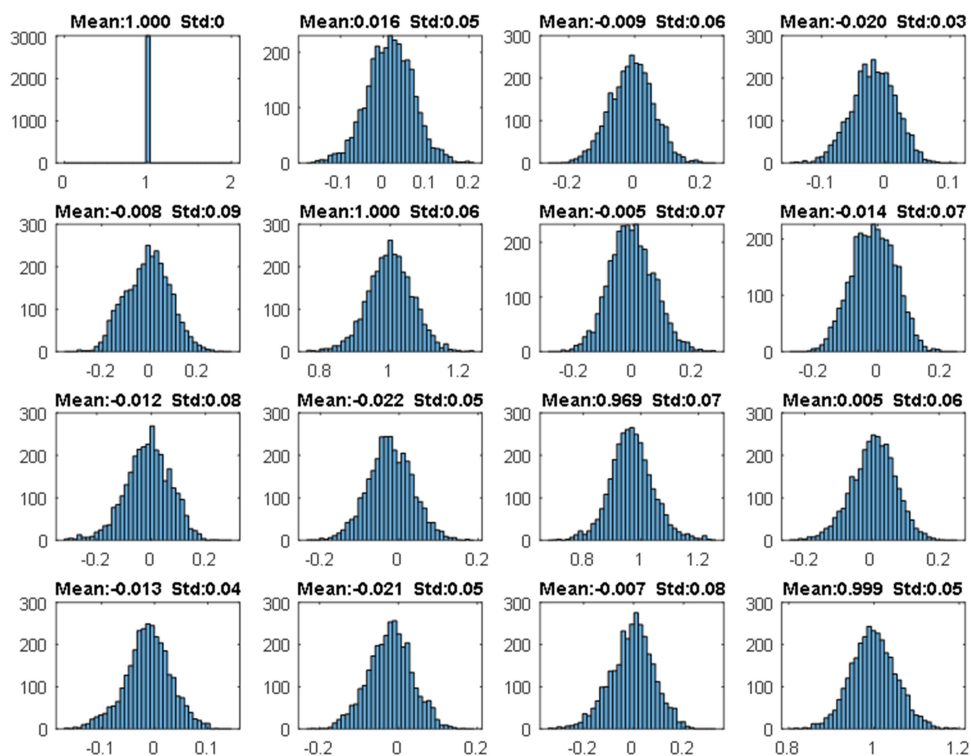 Mean:1.000 Std:0 Mean:0.016 Std:0.05 Mean:-0.009 Std:0.06 Mean:-0.020 Std:0.03
3000 2000 1000 0 0 1 2
200 100 0 -0.1 0 0.1 0.2
300 200 100 0 -0.2 0 0.2
300 200 100 0 -0.1 0 0.1
Mean:-0.008 Std:0.09 Mean:1.000 Std:0.06 Mean:-0.005 Std:0.07 Mean:-0.014 Std:0.07
300 200 100 0 -0.2 0 0.2
300 200 100 0 0.8 1 1.2
200 100 0 -0.2 0 0.2
200 100 0 -0.2 0 0.2
Mean:-0.012 Std:0.08 Mean:-0.022 Std:0.05 Mean:0.969 Std:0.07 Mean:0.005 Std:0.06
300 200 100 0 -0.2 0 0.2
300 200 100 0 -0.2 0 0.2
300 200 100 0 0.8 1 1.2
300 200 100 0 -0.2 0 0.2
Mean:-0.013 Std:0.04 Mean:-0.021 Std:0.05 Mean:-0.007 Std:0.08 Mean:0.999 Std:0.05
300 200 100 0 -0.1 0 0.1
300 200 100 0 -0.2 0 0.2
300 200 100 0 -0.2 0 0.2
300 200 100 0 0.8 1 1.2